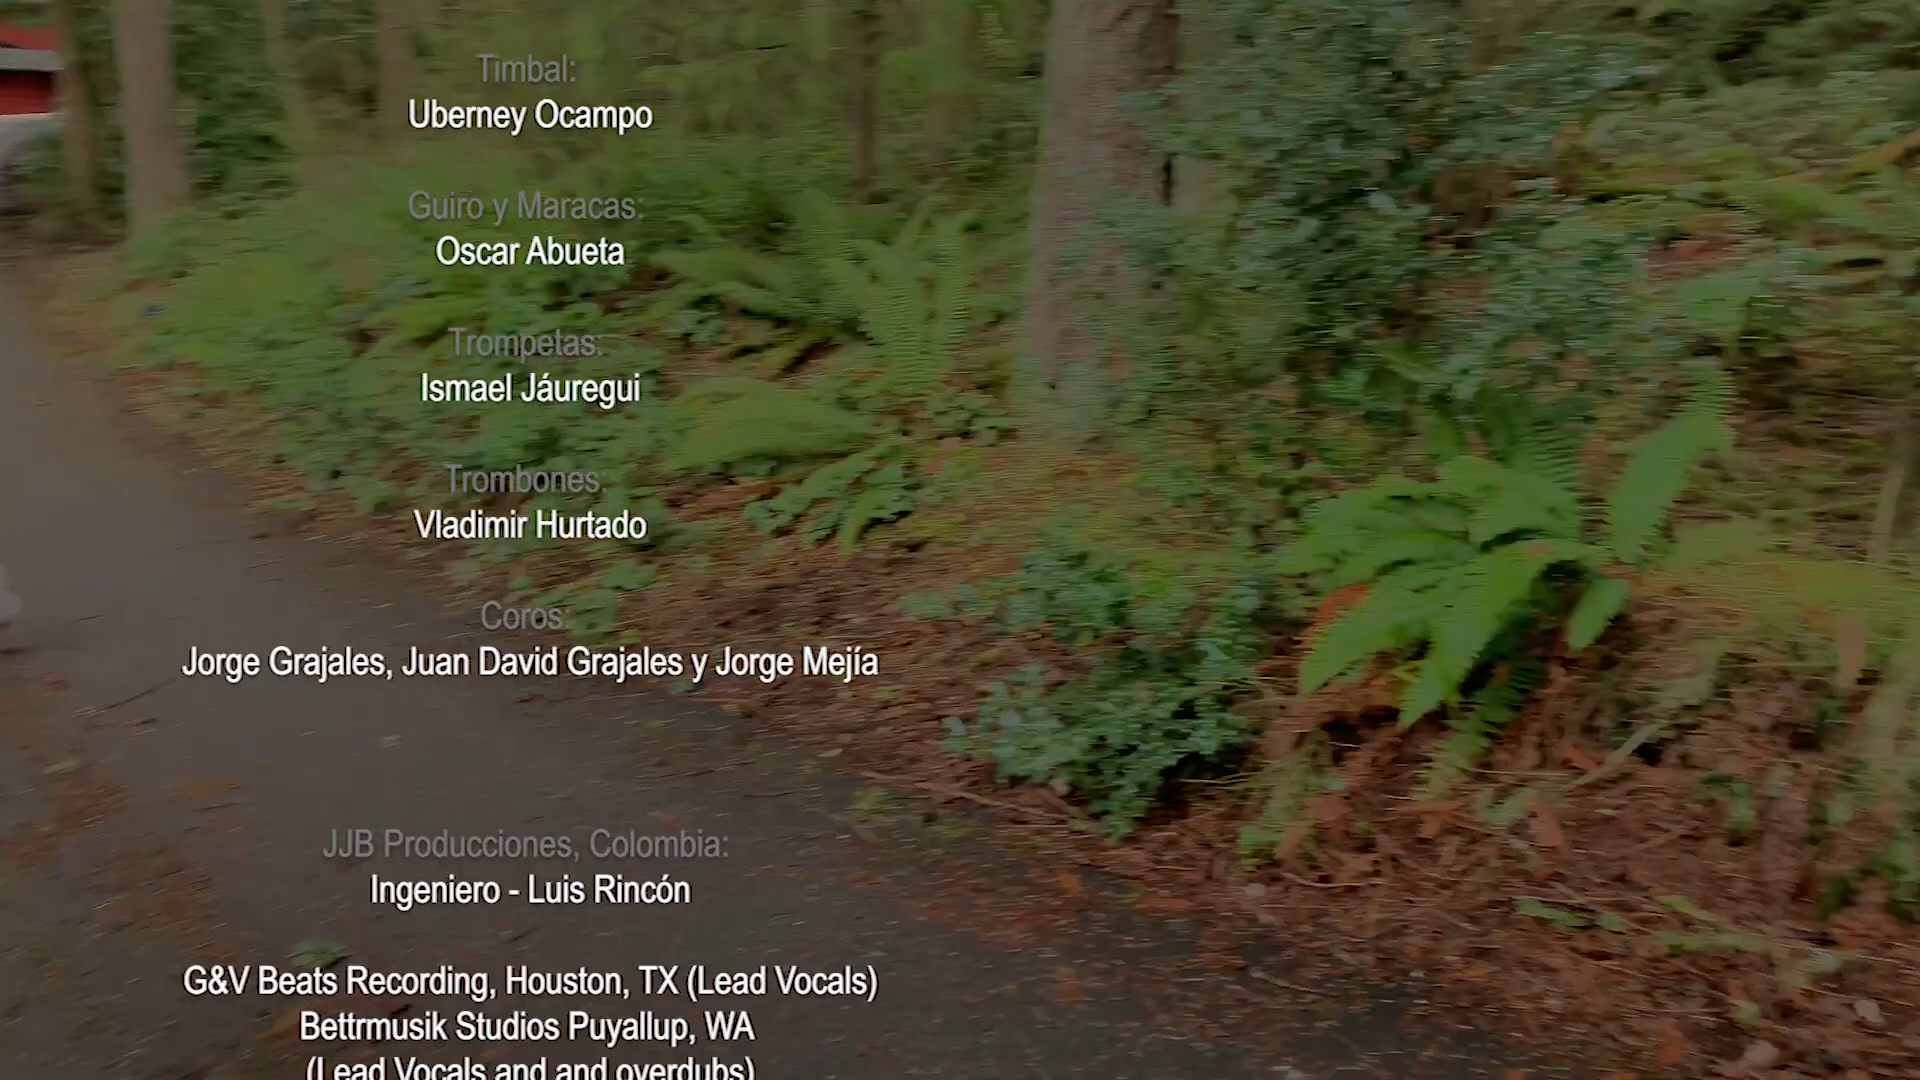 Timbal:
Uberney Ocampo
Guiro y Maracas:
Oscar Abueta
Trompetas:
Ismael Jáuregui
Trombones:
Vladimir Hurtado
Coros:
Jorge Grajales, Juan David Grajales y Jorge Mejía
JJB Producciones, Colombia:
Ingeniero - Luis Rincón
G&V Beats Recording, Houston, TX (Lead Vocals)
Bettrmusik Studios Puyallup, WA
(Lead Vocals and and overdubs)